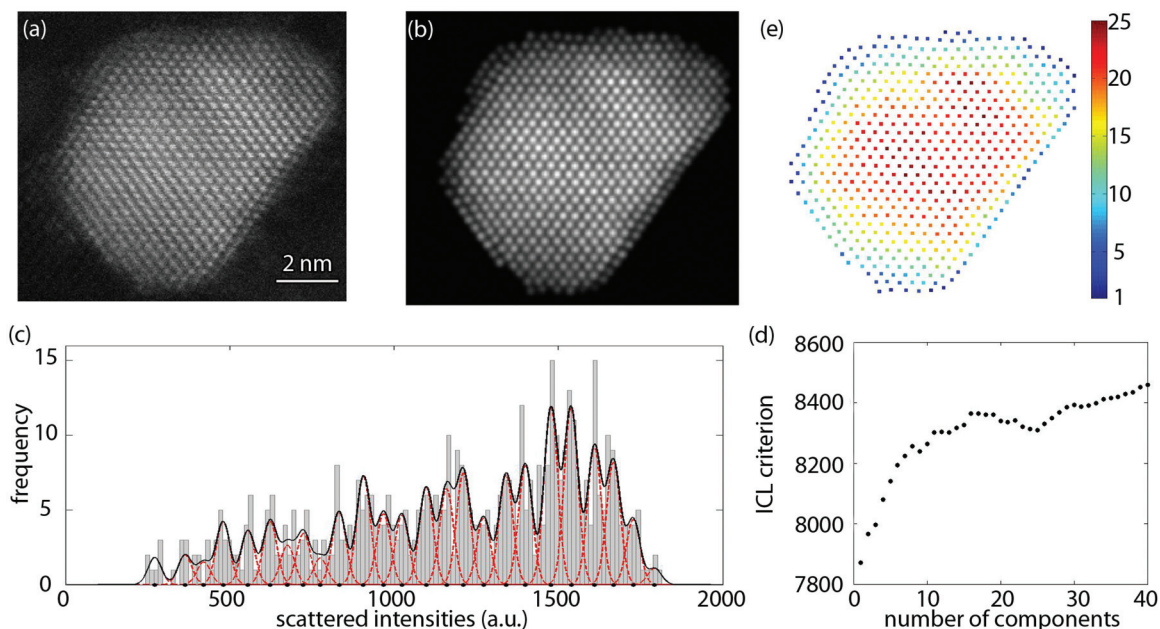 (a)
2 nm
(b)
(e)
25
20
15
10
5
1
(c)
15
10
5
0
frequency
0 500 1000 1500 2000
scattered intensities (a.u.)
(d)
8600
8400
8200
8000
7800
ICL criterion
0 10 20 30 40
number of components